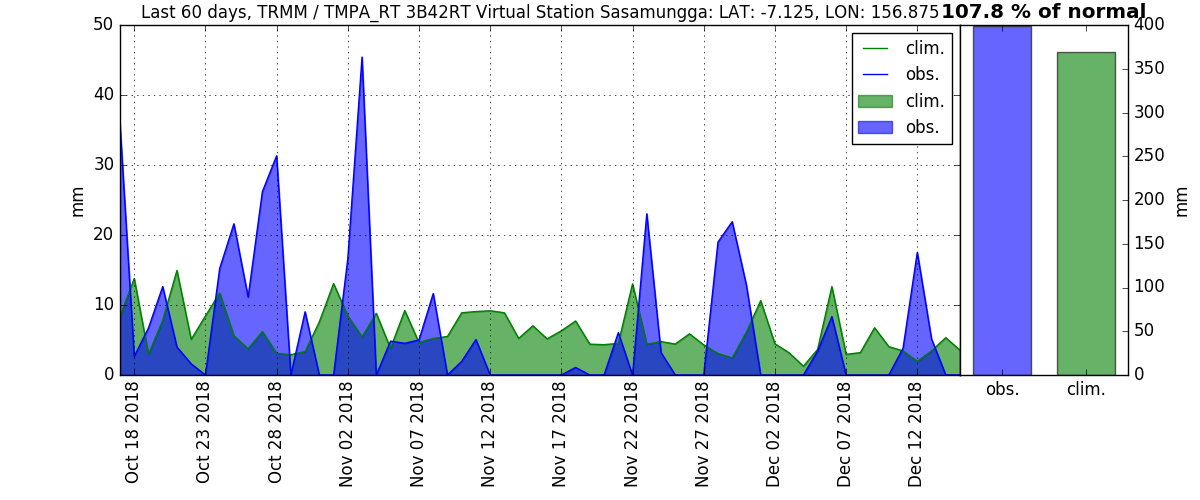 Last 60 days, TRMM / TMPA_RT 3B42RT Virtual Station Sasamungga: LAT: -7.125, LON: 156.875
107.8 % of normal
50
40
30
20
10
0
mm
clim.
obs.
clim.
obs.
400
350
300
250
200
150
100
50
0
mm
obs.
clim.
Oct 18 2018
Oct 23 2018
Oct 28 2018
Nov 02 2018
Nov 07 2018
Nov 12 2018
Nov 17 2018
Nov 22 2018
Nov 27 2018
Dec 02 2018
Dec 07 2018
Dec 12 2018